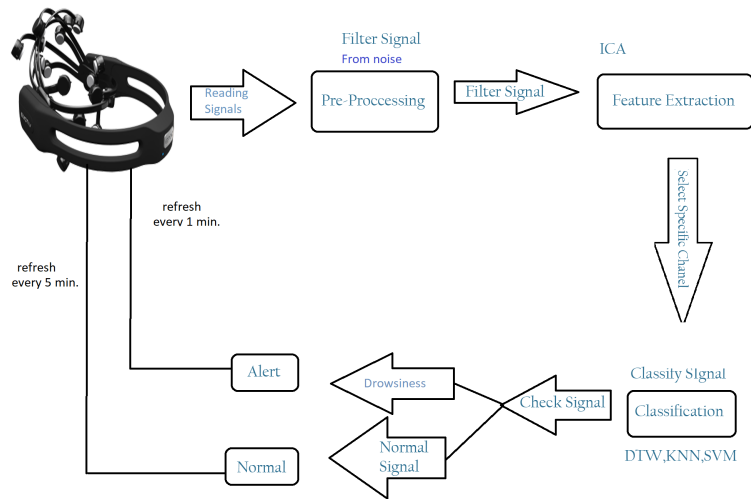 Filter Signal
From noise
ICA
Reading
Signals
Pre-Proccessing
Filter Signal
Feature Extraction
Select Specific Chanel
refresh
every 1 min.
refresh
every 5 min.
Alert
Drowsiness
Check Signal
Classify SIgnal
Classification
DTW,KNN,SVM
Normal
Normal
Signal